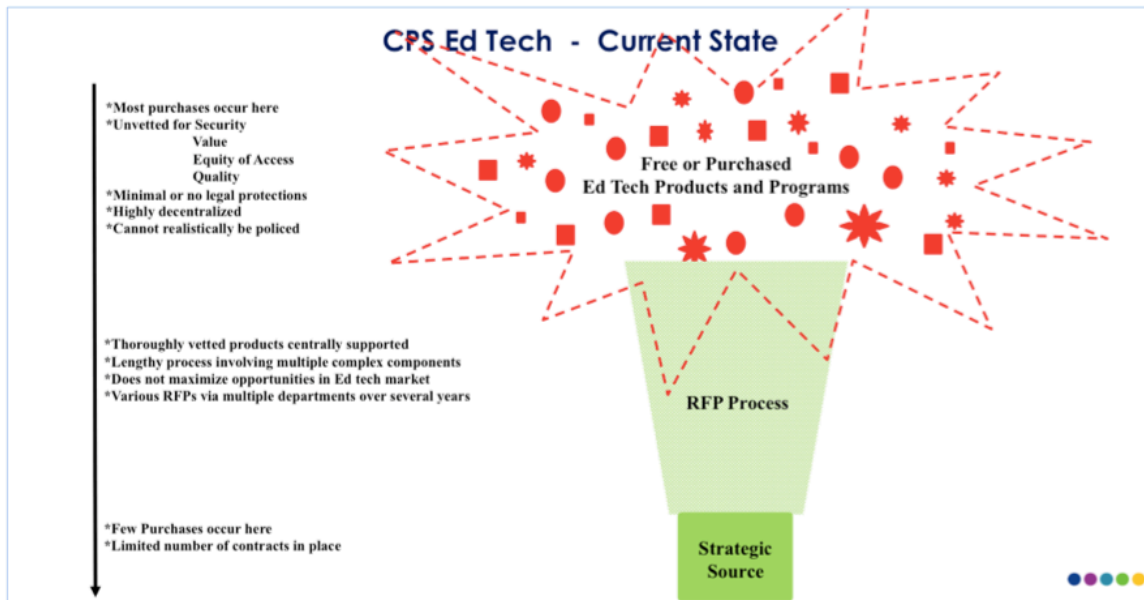 CPS Ed Tech - Current State
*Most purchases occur here
*Unvetted for Security
Value
Equity of Access
Quality
*Minimal or no legal protections
*Highly decentralized
*Cannot realistically be policed
Free or Purchased
Ed Tech Products and Programs
*Thoroughly vetted products centrally supported
*Lengthy process involving multiple complex components
*Does not maximize opportunities in Ed tech market
*Various RFPs via multiple departments over several years
RFP Process
*Few Purchases occur here
*Limited number of contracts in place
Strategic
Source